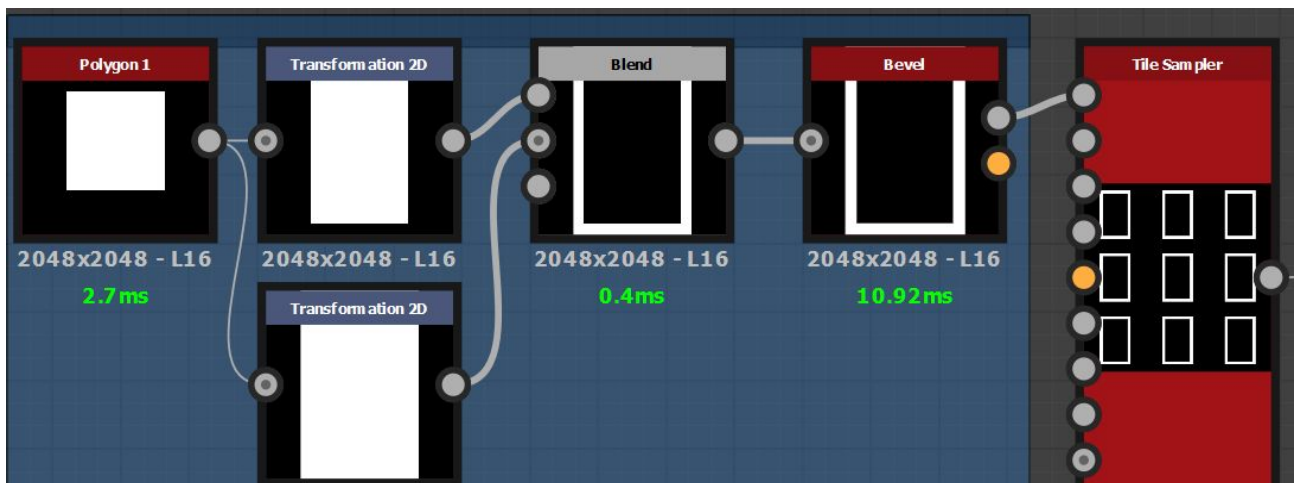 Polygon 1
Transformation 2D
Blend
Bevel
Tile Sampler
2048x2048 - L16
2048x2048 - L16
2048x2048 - L16
2048x2048 - L16
2.7ms
0.4ms
10.92ms
Transformation 2D